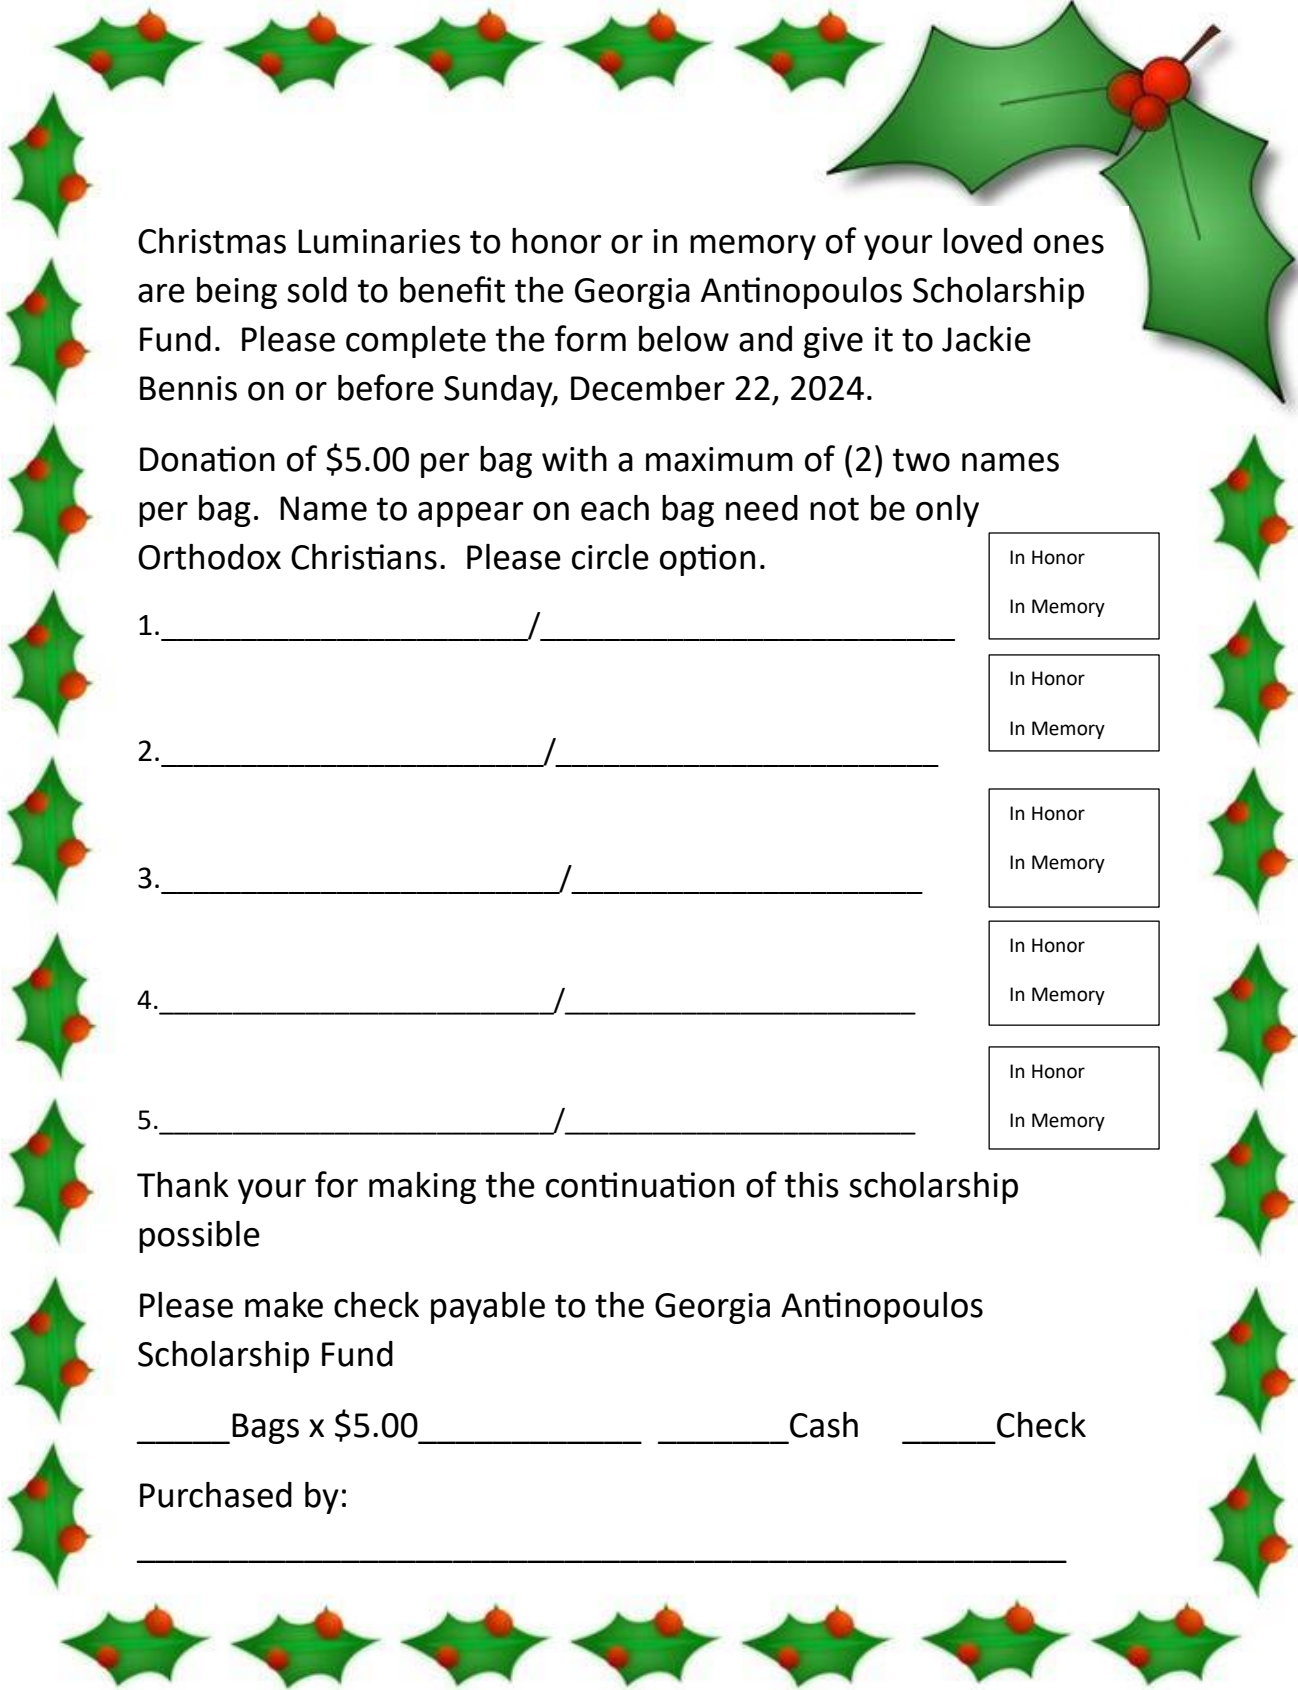 Christmas Luminaries to honor or in memory of your loved ones
are being sold to benefit the Georgia Antinopoulos Scholarship
Fund.  Please complete the form below and give it to Jackie
Bennis on or before Sunday, December 22, 2024.
Donation of $5.00 per bag with a maximum of (2) two names
per bag.  Name to appear on each bag need not be only
Orthodox Christians.  Please circle option.
In Honor
In Memory
1._______________________/__________________________
In Honor
In Memory
2.________________________/________________________
In Honor
In Memory
3._________________________/______________________
In Honor
In Memory
4.___________________________/________________________
In Honor
In Memory
5.___________________________/________________________
Thank your for making the continuation of this scholarship
possible
Please make check payable to the Georgia Antinopoulos
Scholarship Fund
_____Bags x $5.00____________ _______Cash _____Check
Purchased by:
__________________________________________________